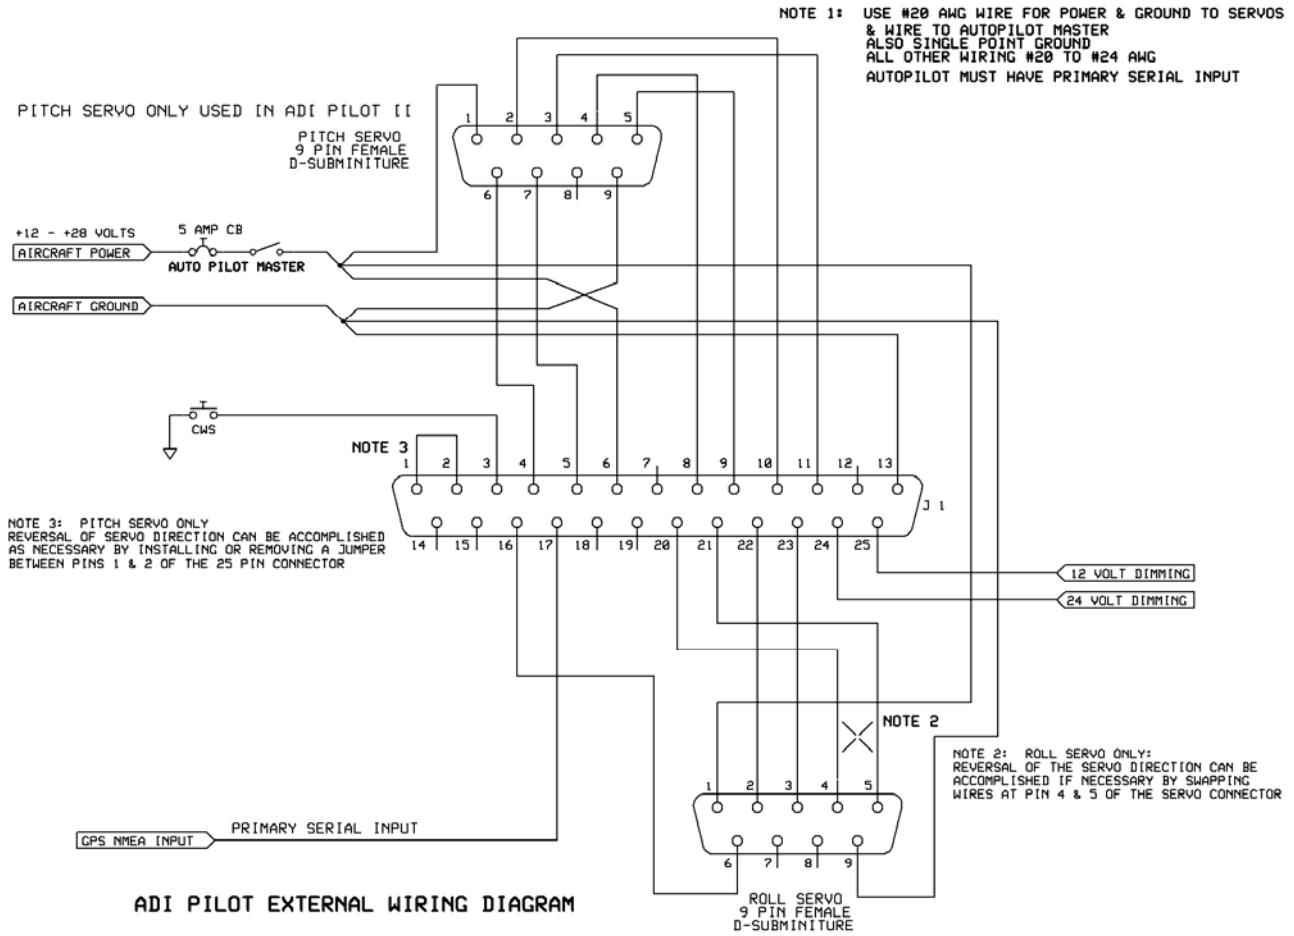 NOTE 1: USE #20 AWG WIRE FOR POWER & GROUND TO SERVOS
& WIRE TO AUTOPILOT MASTER
ALSO SINGLE POINT GROUND
ALL OTHER WIRING #20 TO #24 AWG
AUTOPILOT MUST HAVE PRIMARY SERIAL INPUT
PITCH SERVO ONLY USED IN ADI PILOT II
PITCH SERVO
9 PIN FEMALE
D-SUBMINITURE
1 2 3 4 5
6 7 8 9
+12 - +28 VOLTS
5 AMP CB
AIRCRAFT POWER
AUTO PILOT MASTER
AIRCRAFT GROUND
CWS
NOTE 3
1 2 3 4 5 6 7 8 9 10 11 12 13
J 1
14 15 16 17 18 19 20 21 22 23 24 25
NOTE 3: PITCH SERVO ONLY
REVERSAL OF SERVO DIRECTION CAN BE ACCOMPLISHED
AS NECESSARY BY INSTALLING OR REMOVING A JUMPER
BETWEEN PINS 1 & 2 OF THE 25 PIN CONNECTOR
12 VOLT DIMMING
24 VOLT DIMMING
NOTE 2
NOTE 2: ROLL SERVO ONLY:
REVERSAL OF THE SERVO DIRECTION CAN BE
ACCOMPLISHED IF NECESSARY BY SWAPPING
WIRES AT PIN 4 & 5 OF THE SERVO CONNECTOR
1 2 3 4 5
6 7 8 9
GPS NMEA INPUT
PRIMARY SERIAL INPUT
ROLL SERVO
9 PIN FEMALE
D-SUBMINITURE
ADI PILOT EXTERNAL WIRING DIAGRAM